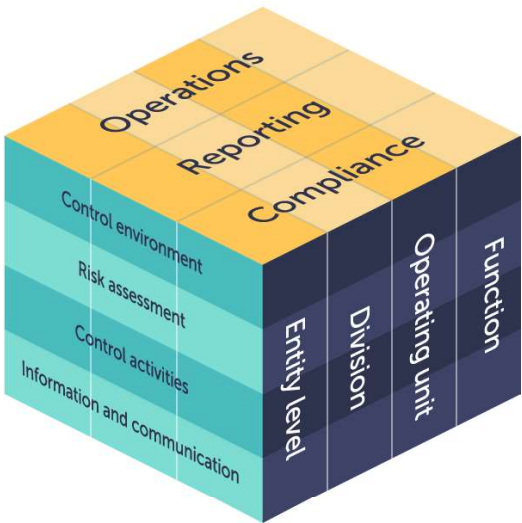 Operations
Reporting
Compliance
Control environment
Risk assessment
Control activities
Information and communication
Entity level
Division
Operating unit
Function